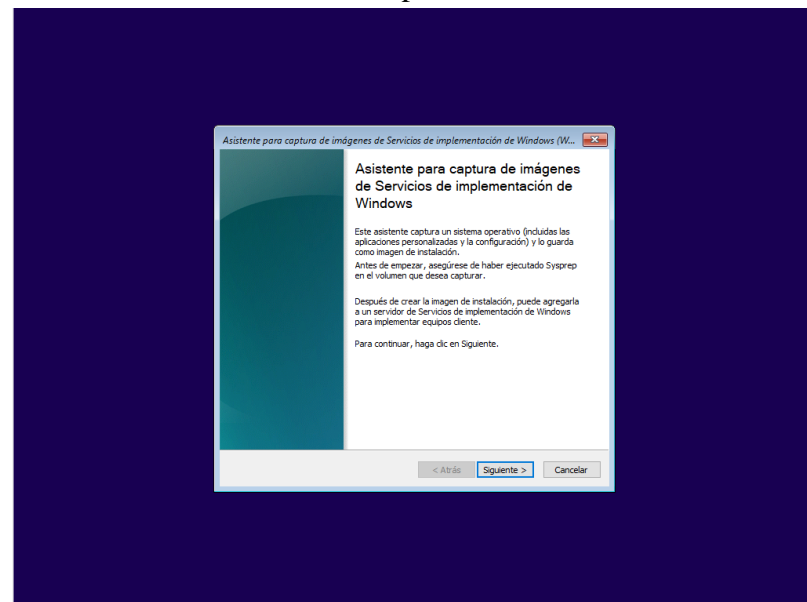 Asistente para captura de imágenes de Servicios de implementación de Windows (W...
Asistente para captura de imágenes
de Servicios de implementación de
Windows
Este asistente captura un sistema operativo (incluidas las
aplicaciones personalizadas y la configuración) y lo guarda
como imagen de instalación.
Antes de empezar, asegúrese de haber ejecutado Sysprep
en el volumen que desea capturar.
Después de crear la imagen de instalación, puede agregarla
a un servidor de Servicios de implementación de Windows
para implementar equipos cliente.
Para continuar, haga clic en Siguiente.
< Atrás Siguiente > Cancelar